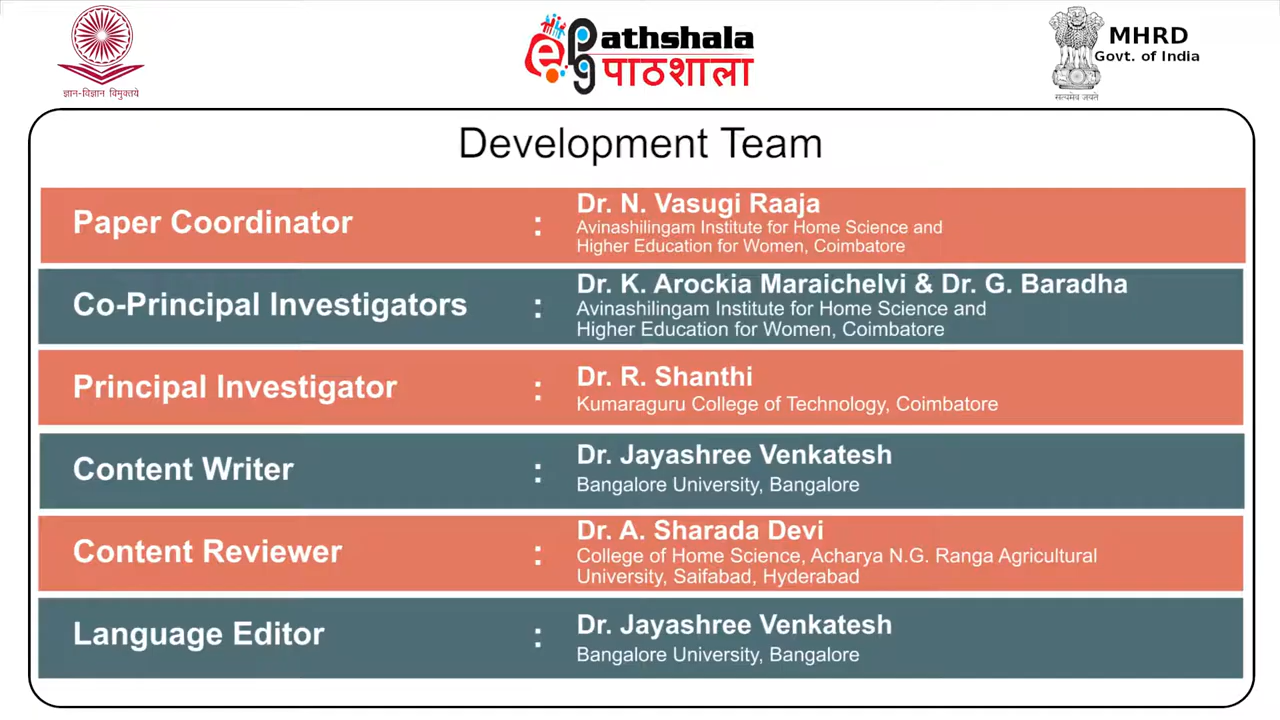 ज्ञान-विज्ञान विमुक्तये
ePg Pathshala
पाठशाला
MHRD
Govt. of India
सत्यमेव जयते
Development Team
Paper Coordinator : Dr. N. Vasugi Raaja
Avinashilingam Institute for Home Science and
Higher Education for Women, Coimbatore
Co-Principal Investigators : Dr. K. Arockia Maraichelvi & Dr. G. Baradha
Avinashilingam Institute for Home Science and
Higher Education for Women, Coimbatore
Principal Investigator : Dr. R. Shanthi
Kumaraguru College of Technology, Coimbatore
Content Writer : Dr. Jayashree Venkatesh
Bangalore University, Bangalore
Content Reviewer : Dr. A. Sharada Devi
College of Home Science, Acharya N.G. Ranga Agricultural
University, Saifabad, Hyderabad
Language Editor : Dr. Jayashree Venkatesh
Bangalore University, Bangalore